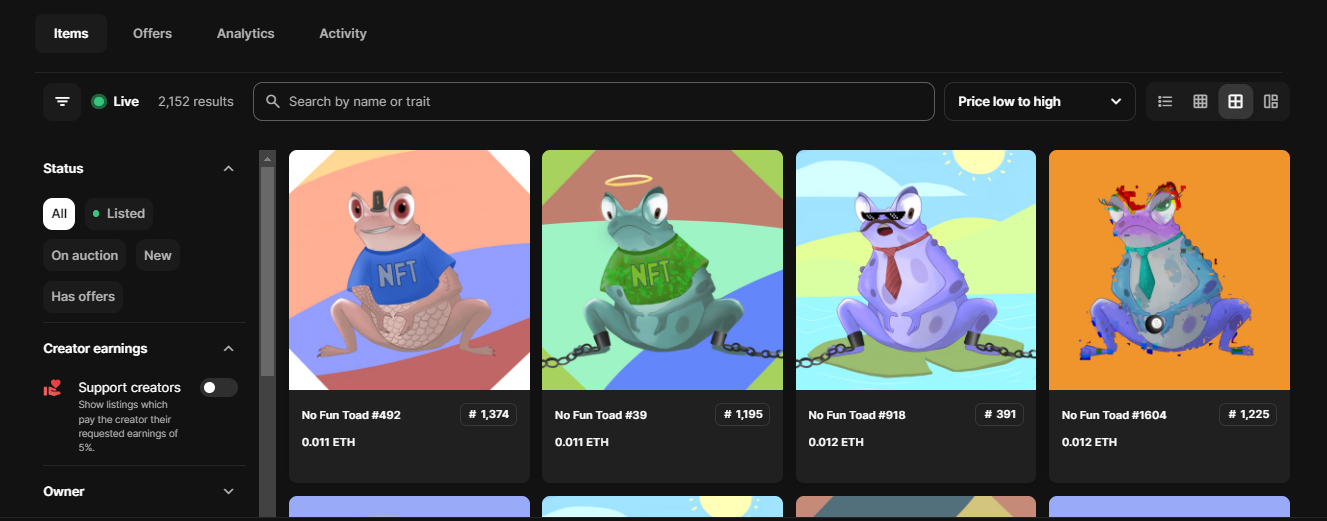 Items Offers Analytics Activity
Live 2,152 results Search by name or trait Price low to high
Status
All Listed
On auction New
Has offers
Creator earnings
Support creators
Show listings which
pay the creator their
requested earnings of
5%.
Owner
NFT
NFT
No Fun Toad #492 # 1,374
0.011 ETH
No Fun Toad #39 # 1,195
0.011 ETH
No Fun Toad #918 # 391
0.012 ETH
No Fun Toad #1604 # 1,225
0.012 ETH